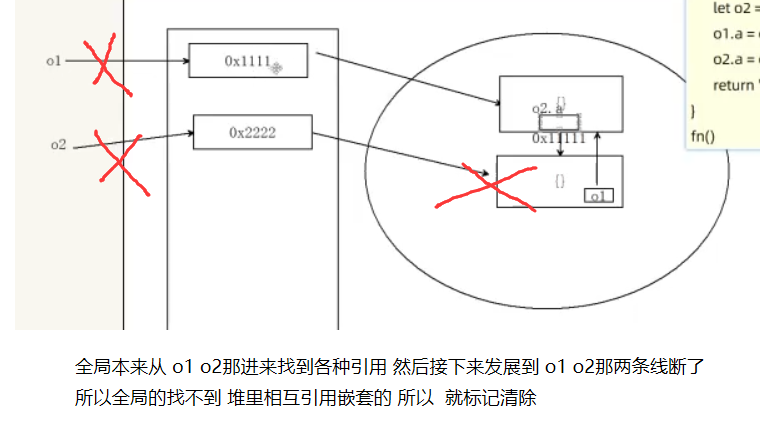 let o2 =
o1.a =
o2.a =
return
}
fn()
o1
0x1111
o2
0x2222
{}
o2.a
0x11111
{}
o1
全局本来从 o1 o2那进来找到各种引用 然后接下来发展到 o1 o2那两条线断了
所以全局的找不到 堆里相互引用嵌套的 所以 就标记清除